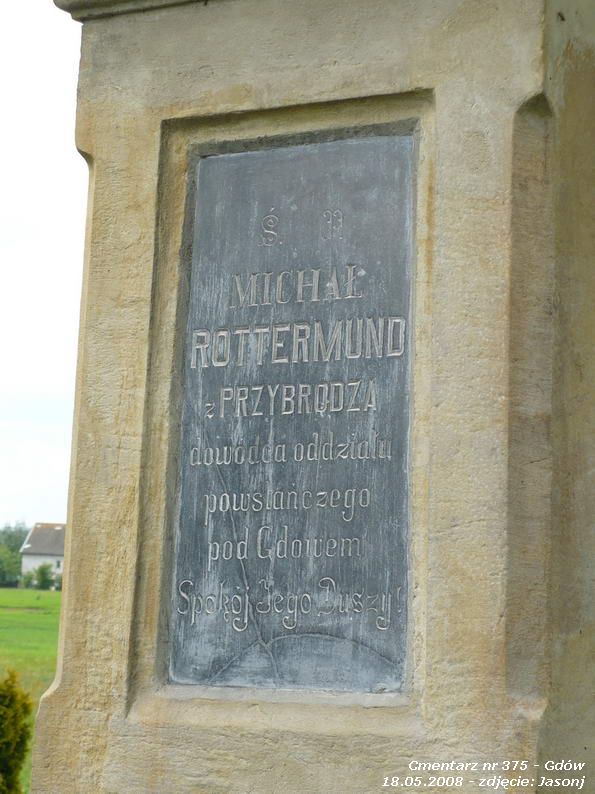 Ś. P.
MICHAŁ
ROTTERMUND
z PRZYBRODZA
dowódca oddziału
powstańczego
pod Gdowem
Spokój Jego Duszy!
Cmentarz nr 375 - Gdów
18.05.2008 - zdjęcie: Jasonj